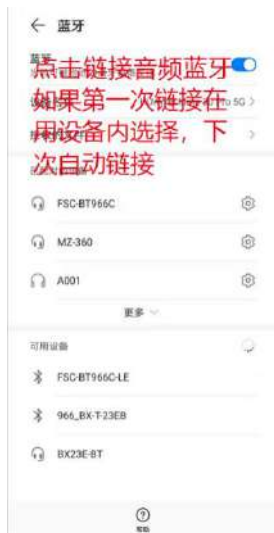 蓝牙
点击链接音频蓝牙
如果第一次链接在
用设备内选择，下
次自动链接
FSC-BT966C
MZ-360
A001
更多
可用设备
FSC-BT966C-LE
966_BX-T-23EB
BX23E-BT
帮助